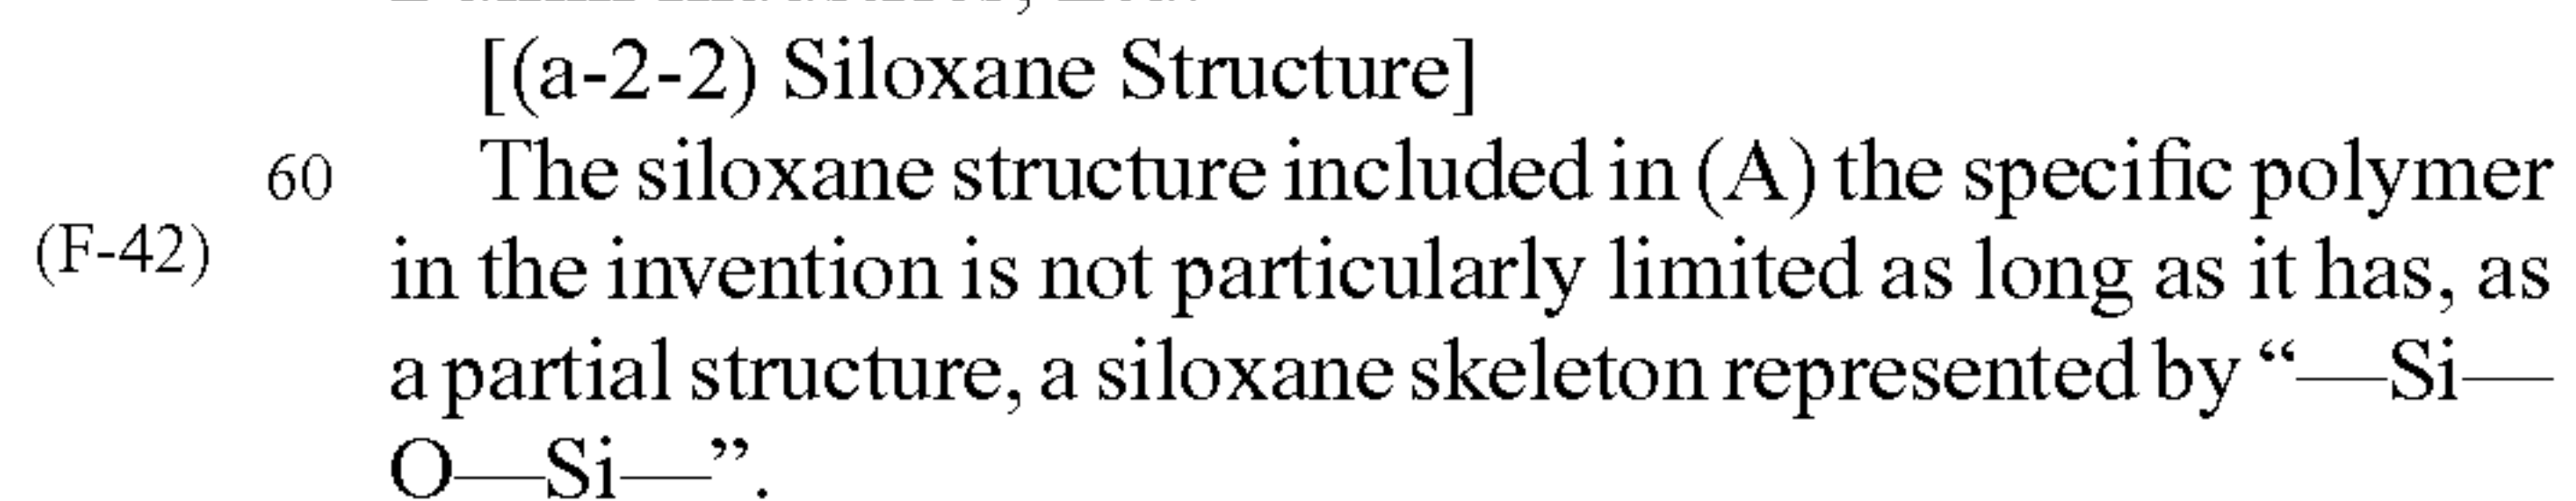 [(a-2-2) Siloxane Structure]
60 The siloxane structure included in (A) the specific polymer
(F-42) in the invention is not particularly limited as long as it has, as
a partial structure, a siloxane skeleton represented by “—Si—
O—Si—”.